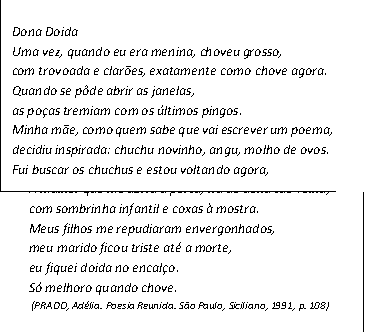 Dona Doida
Uma vez, quando eu era menina, choveu grosso,
com trovoada e clarões, exatamente como chove agora.
Quando se pôde abrir as janelas,
as poças tremiam com os últimos pingos.
Minha mãe, como quem sabe que vai escrever um poema,
decidiu inspirada: chuchu novinho, angu, molho de ovos.
Fui buscar os chuchus e estou voltando agora,
com sombrinha infantil e coxas à mostra.
Meus filhos me repudiaram envergonhados,
meu marido ficou triste até a morte,
eu fiquei doida no encalço.
Só melhoro quando chove.
(PRADO, Adélia. Poesia Reunida. São Paulo, Siciliano, 1991, p. 108)